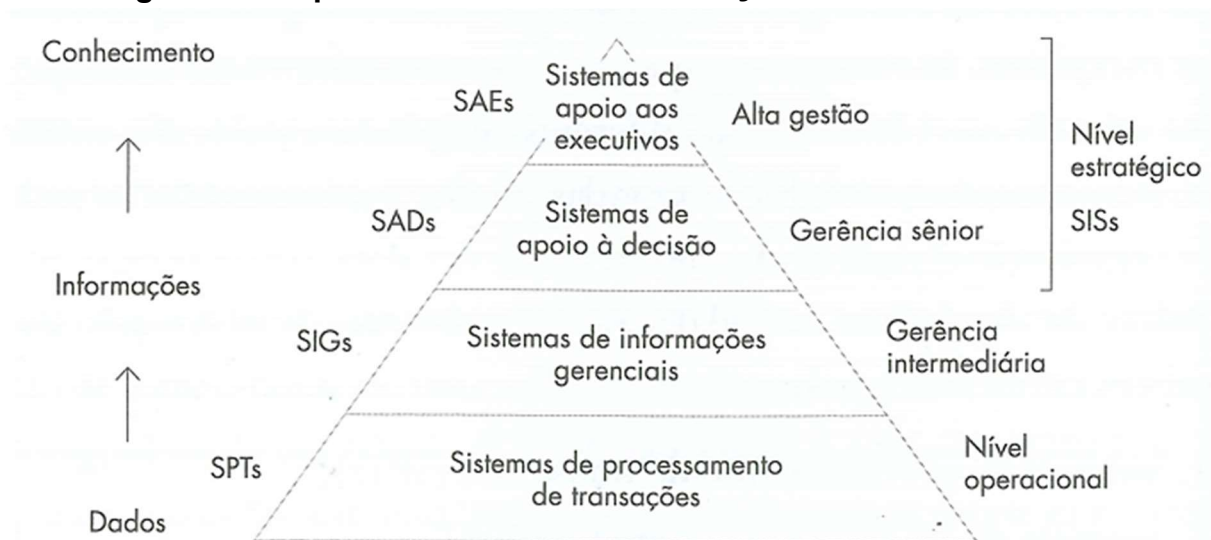 Conhecimento
SAEs
Sistemas de
apoio aos
executivos
Alta gestão
Nível
estratégico
SISs
SADs
Sistemas de
apoio à decisão
Gerência sênior
Informações
SIGs
Sistemas de informações
gerenciais
Gerência
intermediária
SPTs
Sistemas de processamento
de transações
Nível
operacional
Dados